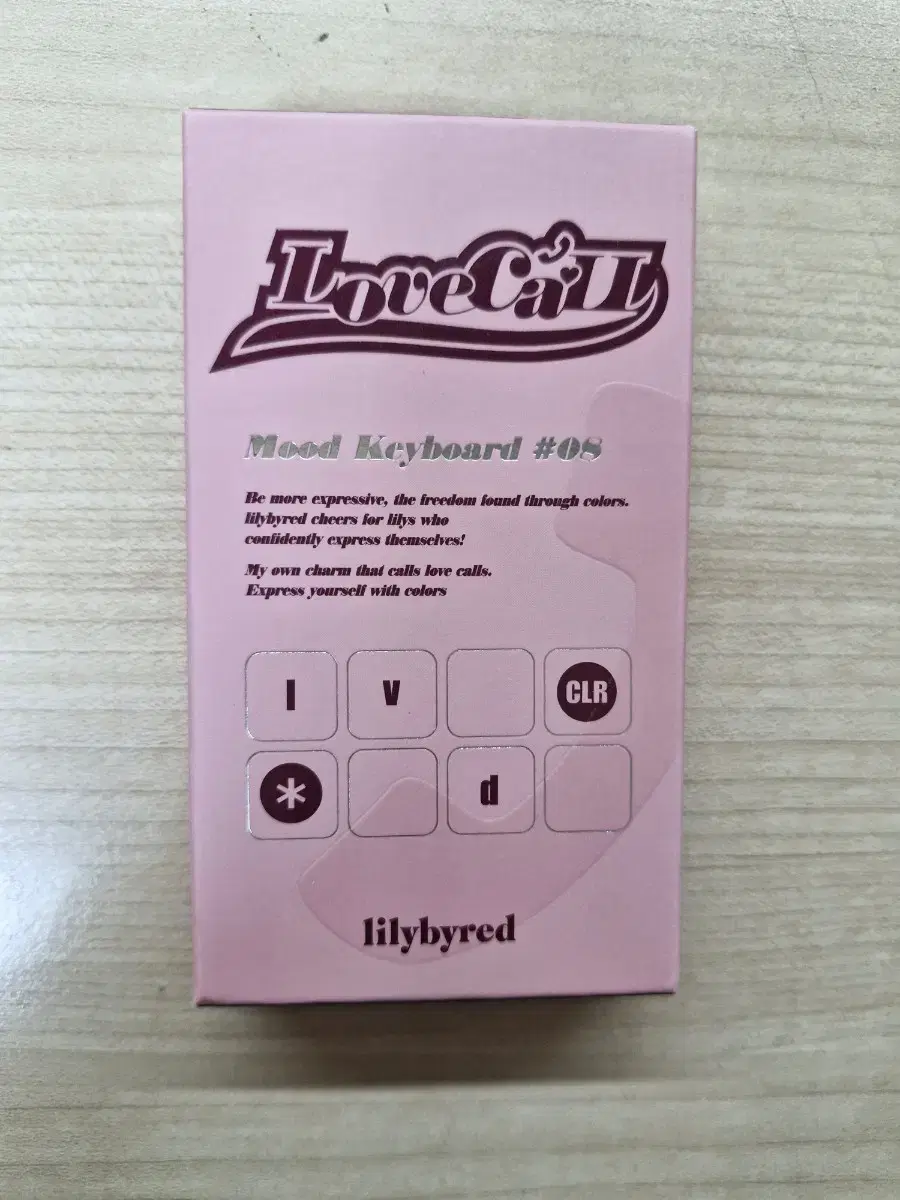 LoveCall
Mood Keyboard #08
Be more expressive, the freedom found through colors.
lilybyred cheers for lilys who
confidently express themselves!
My own charm that calls love calls.
Express yourself with colors
l v CLR
* d
lilybyred